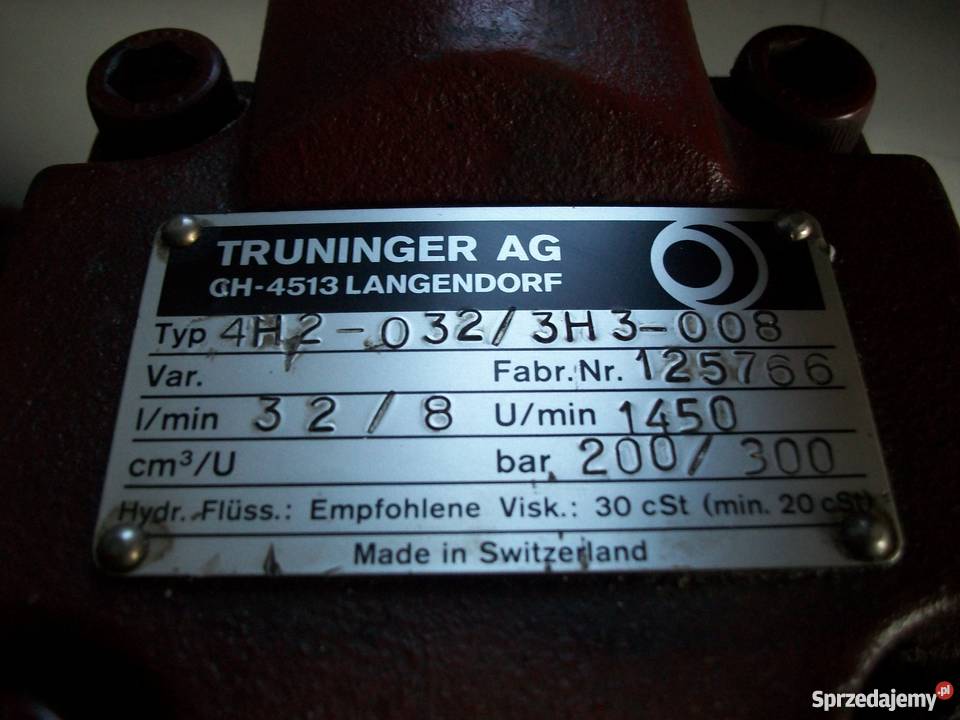 TRUNINGER AG
CH-4513 LANGENDORF
Typ 4H2-032/3H3-008
Var. Fabr.Nr. 125766
l/min 32/8 U/min 1450
cm³/U bar 200/300
Hydr. Flüss.: Empfohlene Visk.: 30 cSt (min. 20 cSt)
Made in Switzerland
Sprzedajemy.pl